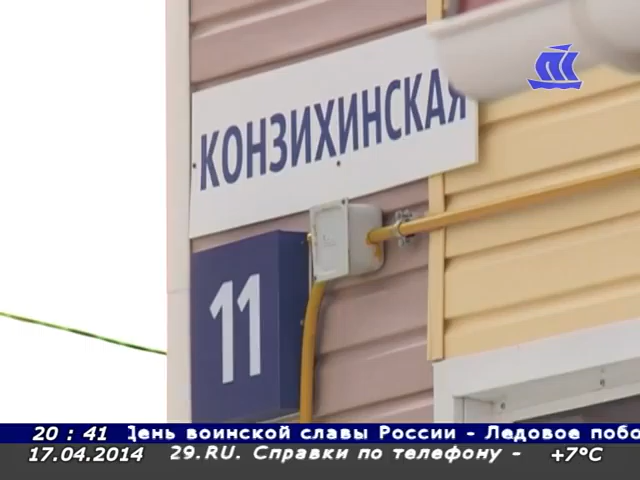 КОНЗИХИНСКАЯ
11
20 : 41 День воинской славы России - Ледовое побо
17.04.2014 29.RU. Справки по телефону - +7°C